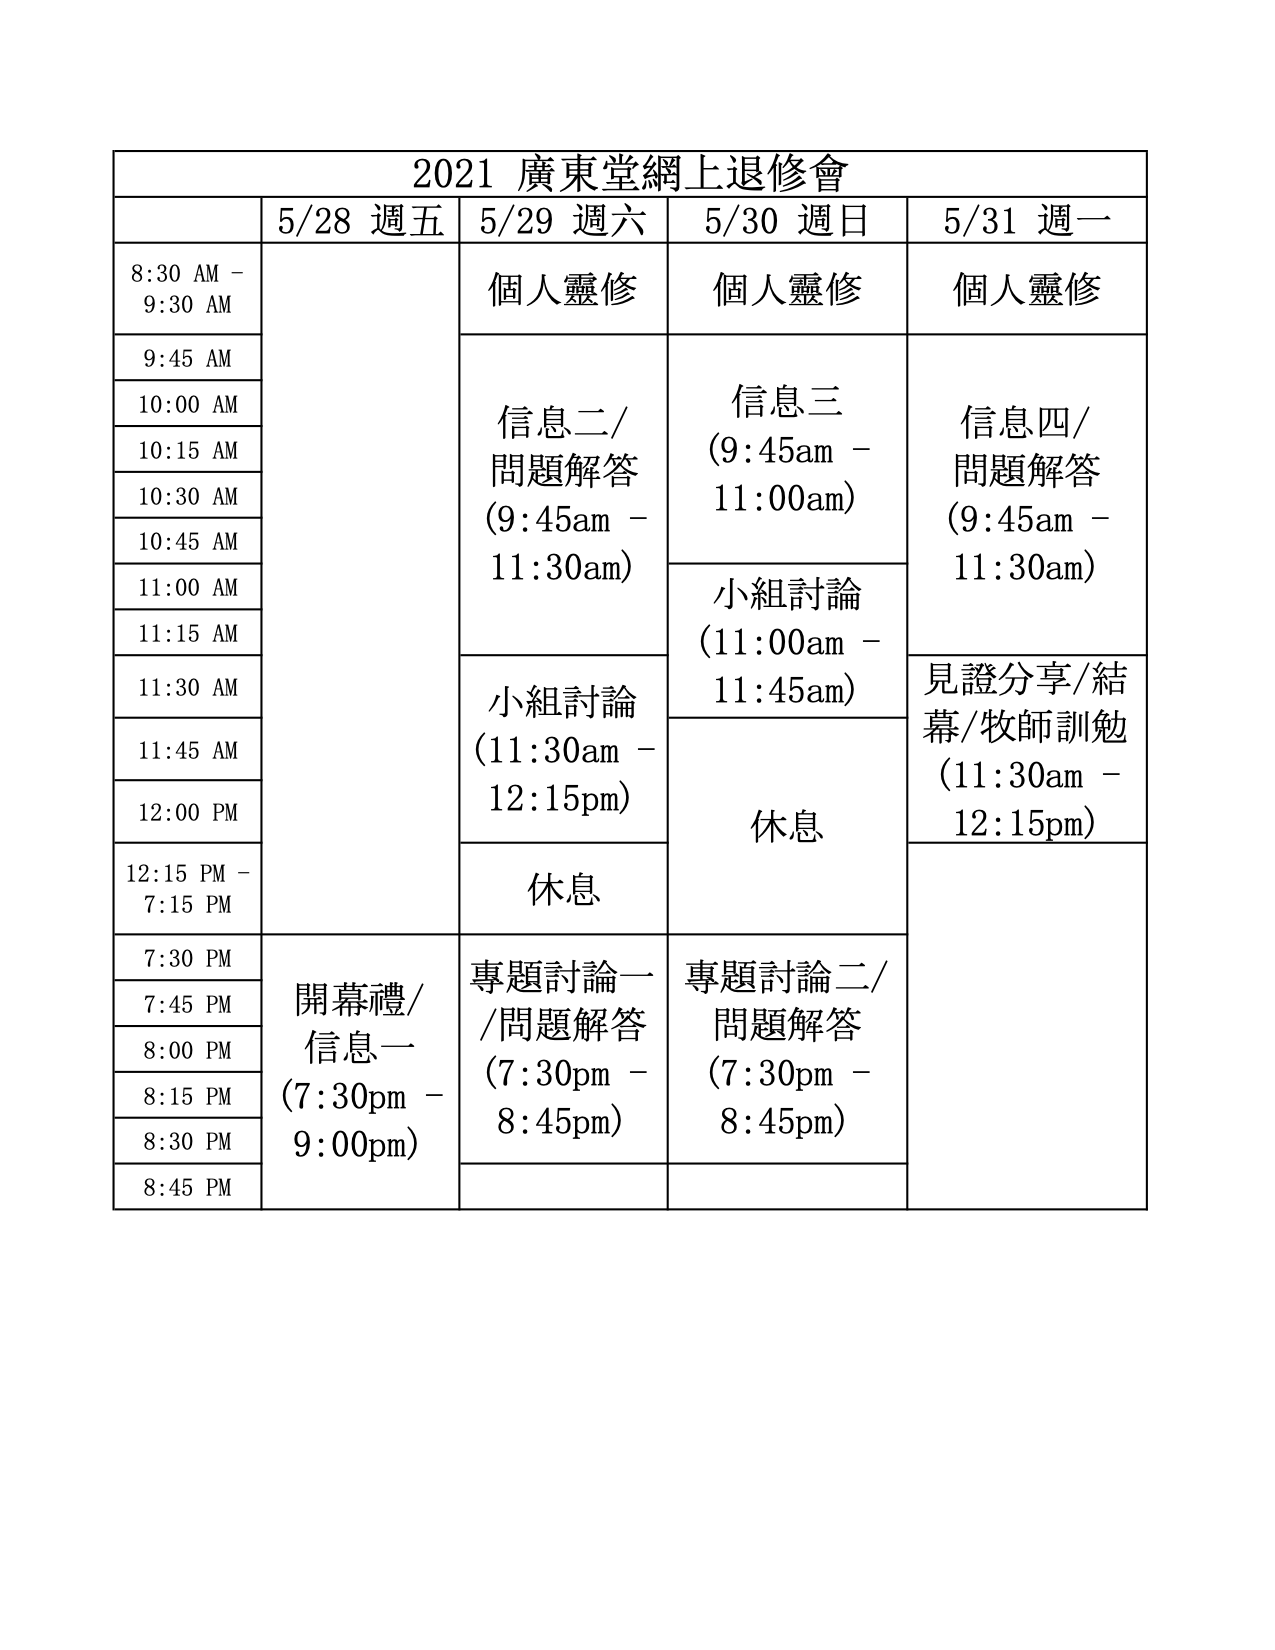 2021 廣東堂網上退修會
5/28 週五
5/29 週六
5/30 週日
5/31 週一
8:30 AM –
9:30 AM
個人靈修
個人靈修
個人靈修
9:45 AM
10:00 AM
10:15 AM
10:30 AM
10:45 AM
11:00 AM
11:15 AM
11:30 AM
11:45 AM
12:00 PM
12:15 PM –
7:15 PM
7:30 PM
7:45 PM
8:00 PM
8:15 PM
8:30 PM
8:45 PM
開幕禮/
信息一
(7:30pm –
9:00pm)
信息二/
問題解答
(9:45am –
11:30am)
小組討論
(11:30am –
12:15pm)
休息
專題討論一
/問題解答
(7:30pm –
8:45pm)
信息三
(9:45am –
11:00am)
小組討論
(11:00am –
11:45am)
休息
專題討論二/
問題解答
(7:30pm –
8:45pm)
信息四/
問題解答
(9:45am –
11:30am)
見證分享/結
幕/牧師訓勉
(11:30am –
12:15pm)